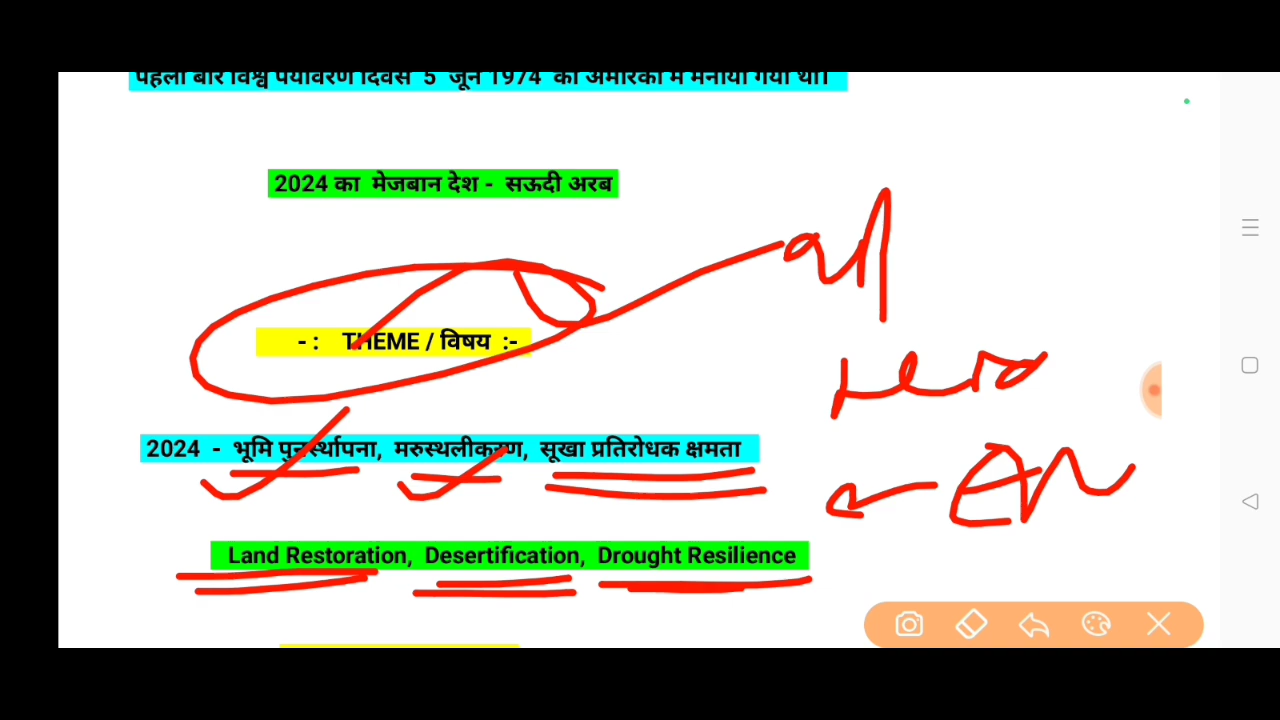 पहली बार विश्व पर्यावरण दिवस 5 जून 1974 को अमेरिका में मनाया गया था।
2024 का मेजबान देश - सऊदी अरब
- : THEME / विषय :-
2024 - भूमि पुनर्स्थापना, मरुस्थलीकरण, सूखा प्रतिरोधक क्षमता
Land Restoration, Desertification, Drought Resilience